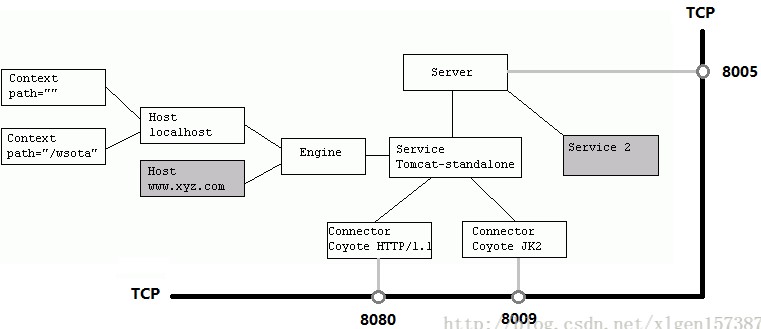 TCP
8005
Server
Context
path=""
Host
localhost
Context
path="/wsota"
Engine
Service
Tomcat-standalone
Service 2
Host
www.xyz.com
Connector
Coyote HTTP/1.1
Connector
Coyote JK2
TCP
8080
8009
http://blog.csdn.net/xlgen157387